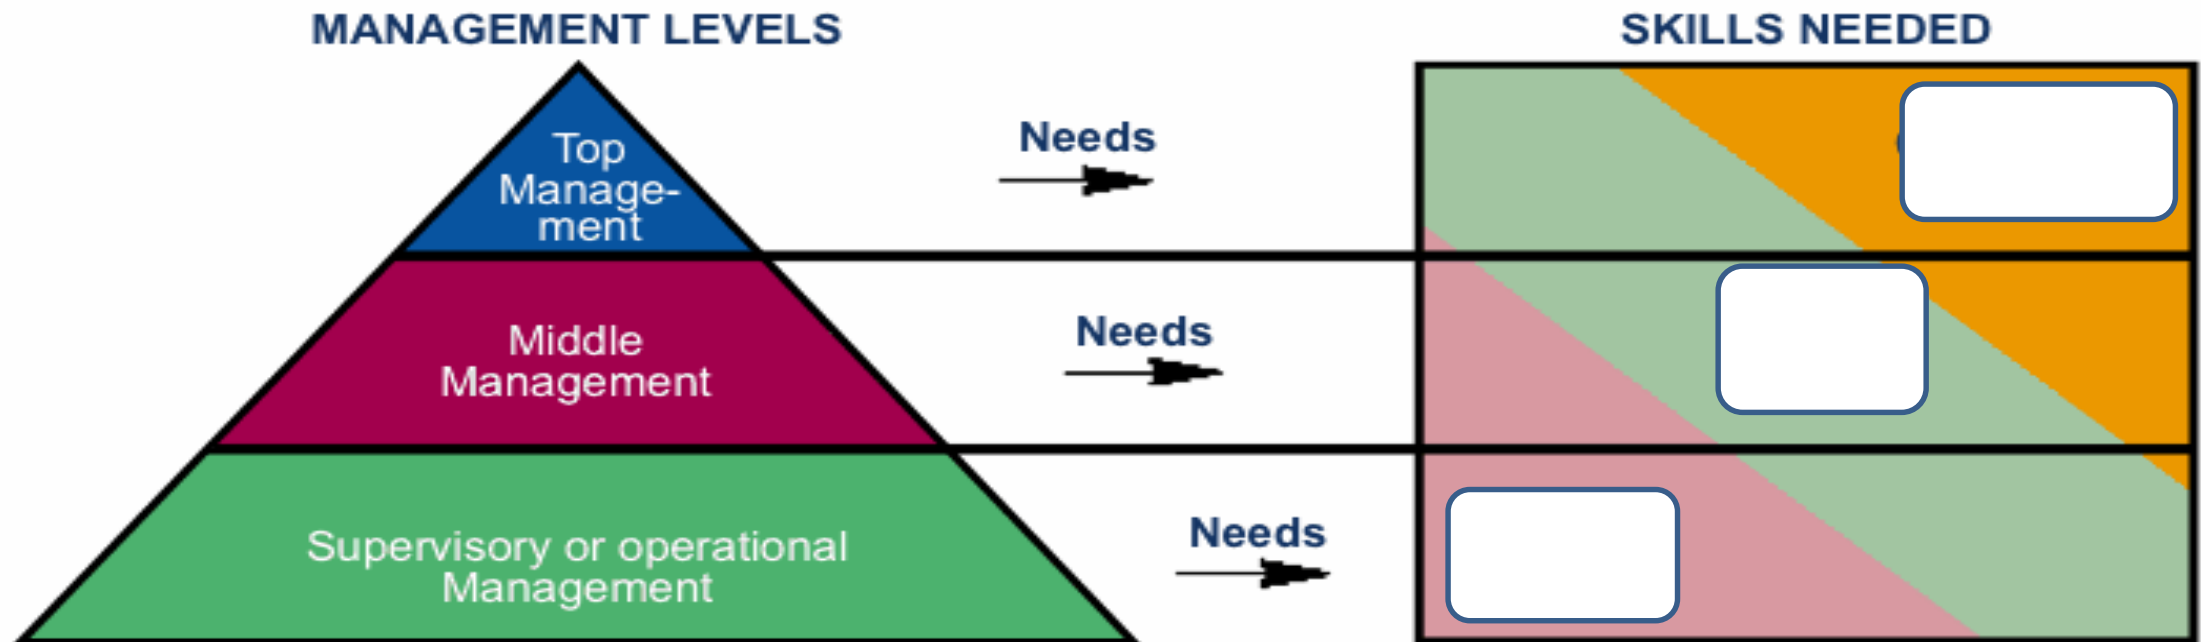 MANAGEMENT LEVELS
SKILLS NEEDED
Top
Manage-
ment
Needs
Middle
Management
Needs
Supervisory or operational
Management
Needs